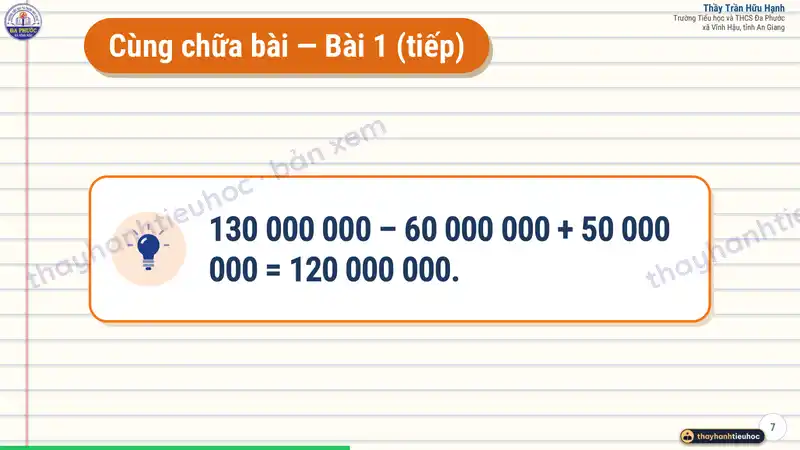 Thầy Trần Hữu Hạnh
Trường Tiểu học và THCS Đa Phước
xã Vĩnh Hậu, tỉnh An Giang
ĐA PHƯỚC
Cùng chữa bài – Bài 1 (tiếp)
130 000 000 – 60 000 000 + 50 000
000 = 120 000 000.
thayhanhtieuhoc · bản xem
thayhanhtieuhoc
7